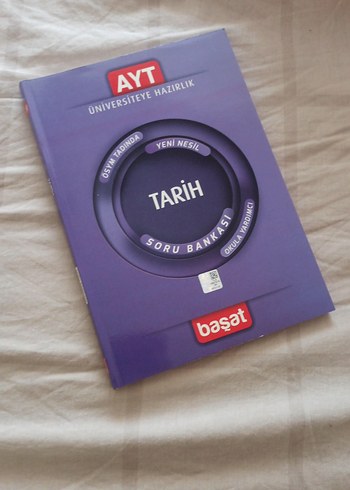 AYT
ÜNİVERSİTEYE HAZIRLIK
ÖSYM TADINDA
YENİ NESİL
TARİH
SORU BANKASI
OKULA YARDIMCI
başat